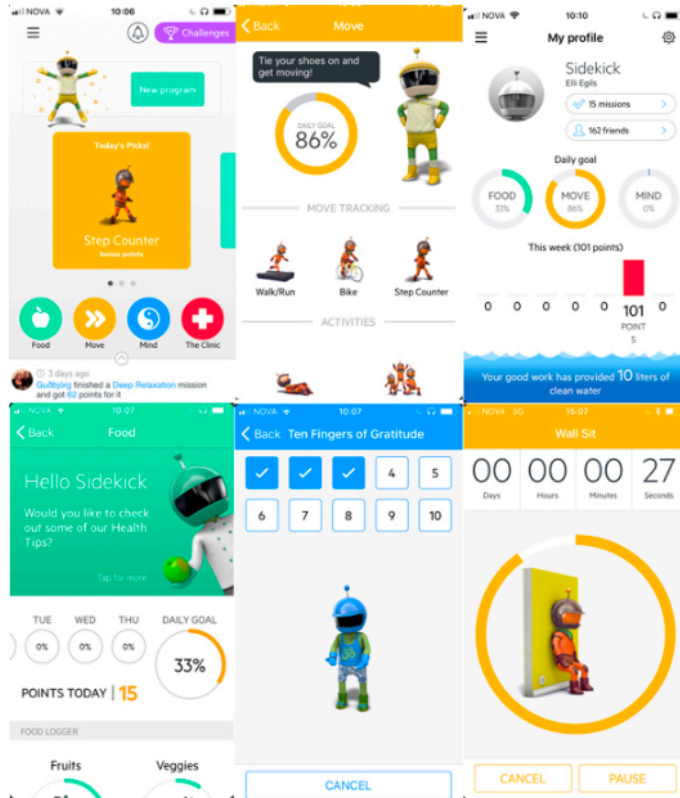 NOVA
10:06
Challenges
New program
Today's Picks!
Step Counter
bonus points
Food
Move
Mind
The Clinic
3 days ago
Guðbjörg finished a Deep Relaxation mission
and got 62 points for it
Back
Move
Tie your shoes on and
get moving!
DAILY GOAL
86%
MOVE TRACKING
Walk/Run
Bike
Step Counter
ACTIVITIES
NOVA
10:10
My profile
Sidekick
Elli Egils
15 missions
162 friends
Daily goal
FOOD
33%
MOVE
86%
MIND
0%
This week (101 points)
0 0 0 0 0 101 0
POINT
S
Your good work has provided 10 liters of
clean water
NOVA
10:07
Back
Food
Hello Sidekick
Would you like to check
out some of our Health
Tips?
Tap for more
TUE WED THU
0% 0% 0%
DAILY GOAL
33%
POINTS TODAY | 15
FOOD LOGGER
Fruits
Veggies
NOVA
10:07
Back
Ten Fingers of Gratitude
4 5
6 7 8 9 10
CANCEL
NOVA 3G
15:07
Wall Sit
00 00 00 27
Days Hours Minutes Seconds
CANCEL
PAUSE